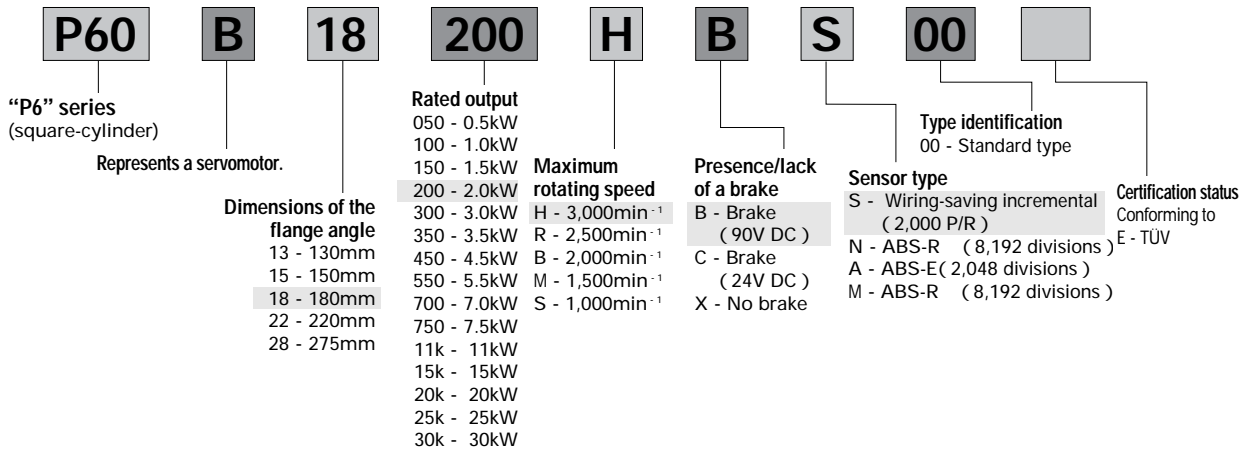 P60 B 18 200 H B S 00
“P6” series
(square-cylinder)
Represents a servomotor.
Dimensions of the
flange angle
13 - 130mm
15 - 150mm
18 - 180mm
22 - 220mm
28 - 275mm
Rated output
050 - 0.5kW
100 - 1.0kW
150 - 1.5kW
200 - 2.0kW
300 - 3.0kW
350 - 3.5kW
450 - 4.5kW
550 - 5.5kW
700 - 7.0kW
750 - 7.5kW
11k - 11kW
15k - 15kW
20k - 20kW
25k - 25kW
30k - 30kW
Maximum
rotating speed
H - 3,000min⁻¹
R - 2,500min⁻¹
B - 2,000min⁻¹
M - 1,500min⁻¹
S - 1,000min⁻¹
Presence/lack
of a brake
B - Brake
( 90V DC )
C - Brake
( 24V DC )
X - No brake
Sensor type
S - Wiring-saving incremental
( 2,000 P/R )
N - ABS-R ( 8,192 divisions )
A - ABS-E( 2,048 divisions )
M - ABS-R ( 8,192 divisions )
Type identification
00 - Standard type
Certification status
Conforming to
E - TÜV